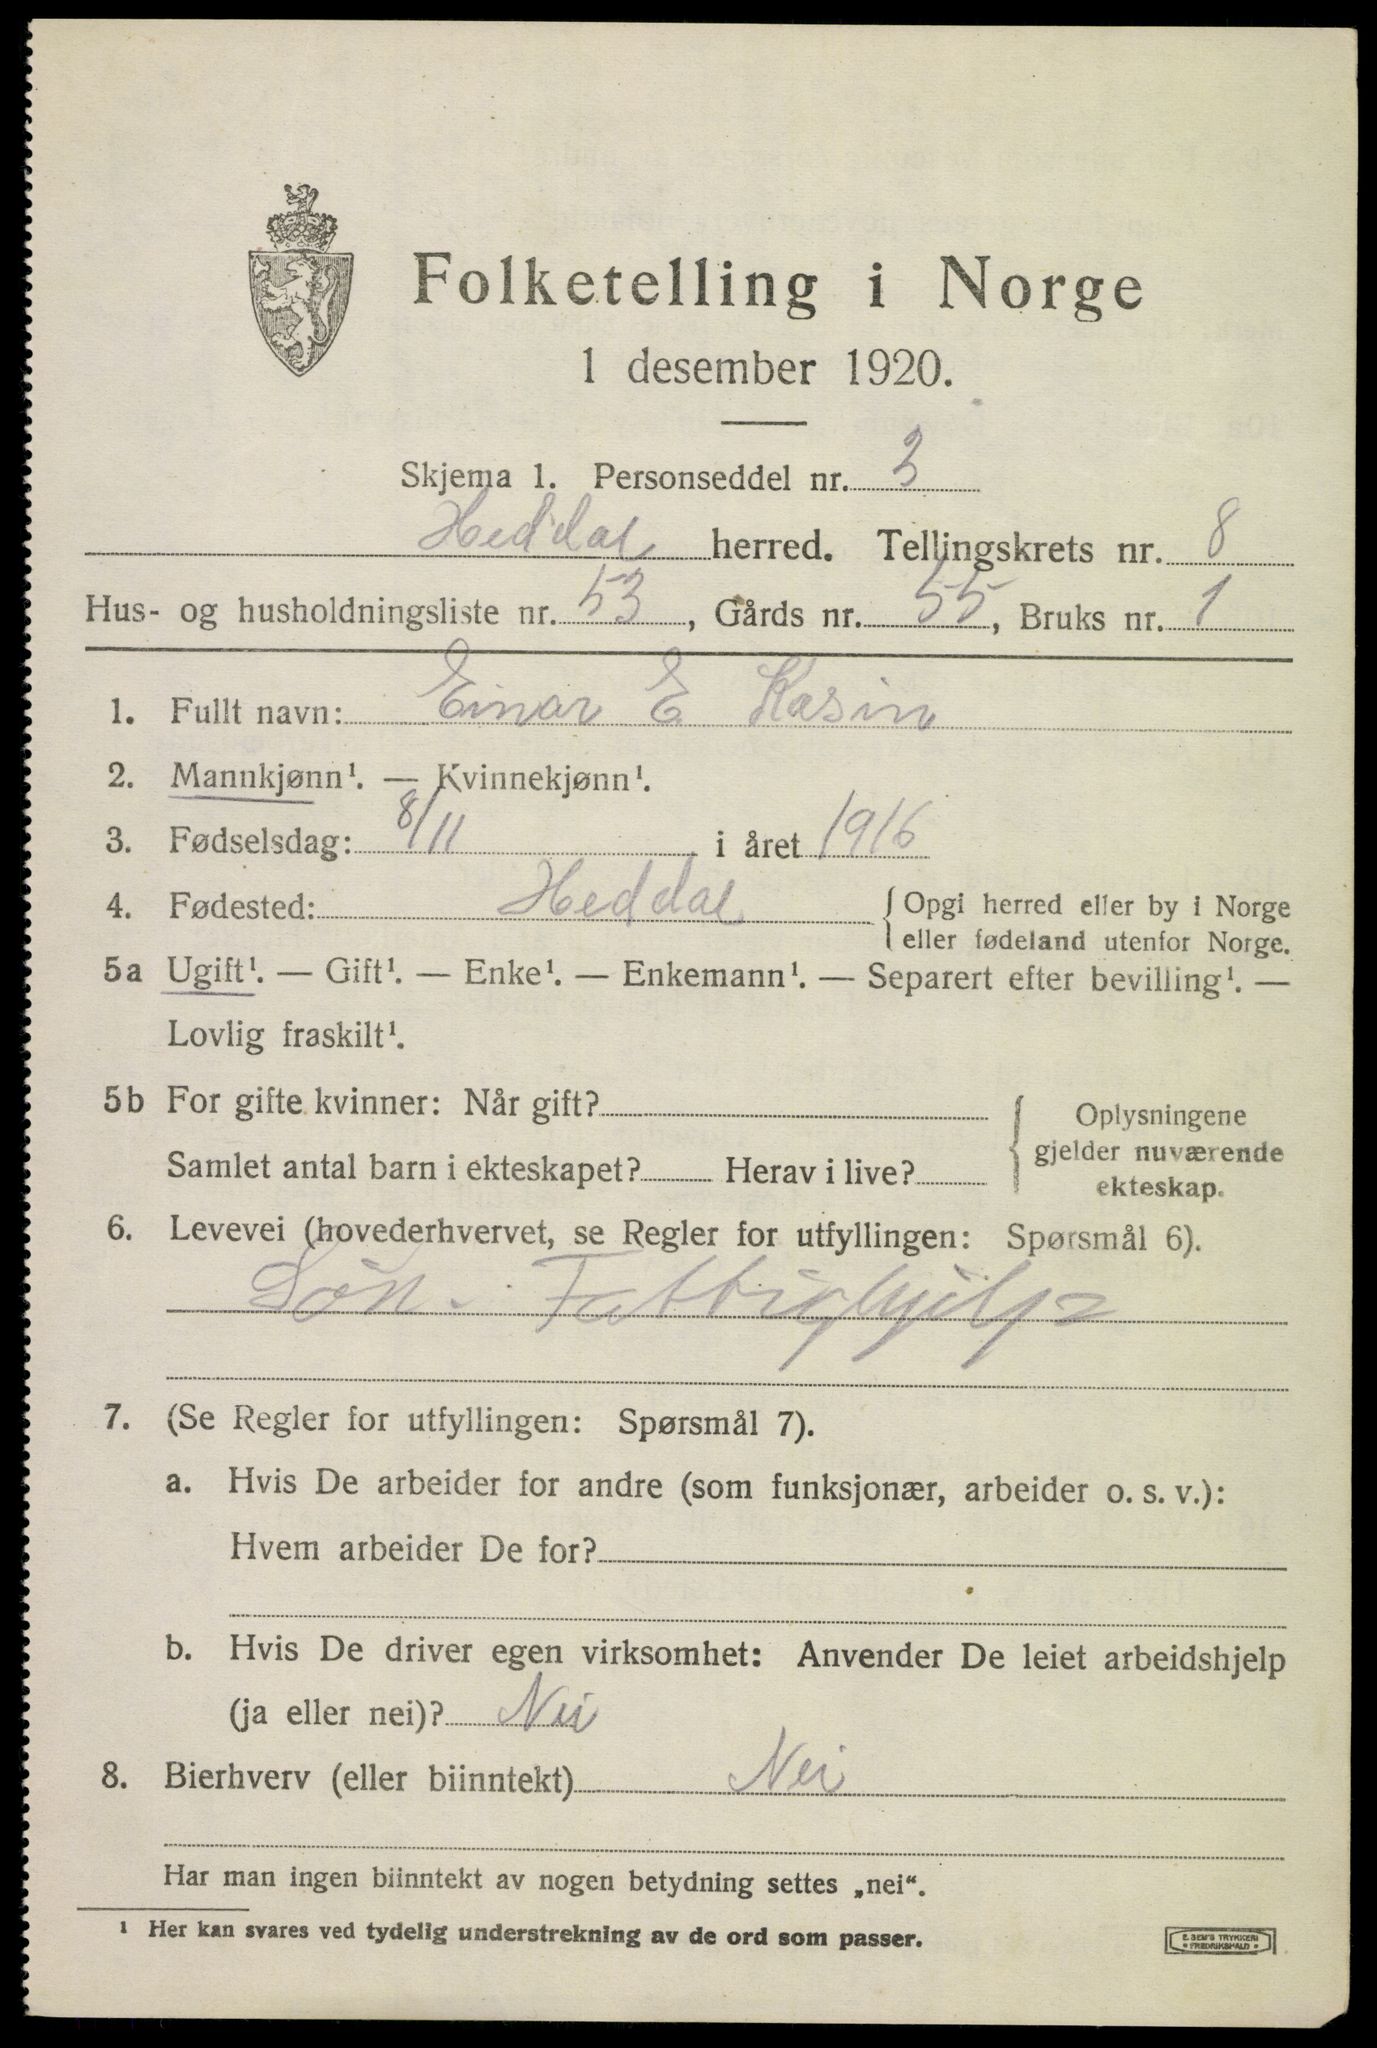 Folketelling i Norge
1 desember 1920.
Skjema 1. Personseddel nr. 3
Heddal herred. Tellingskrets nr. 8
Hus- og husholdningsliste nr. 53, Gårds nr. 55, Bruks nr. 1
1. Fullt navn: Einar E Kasin
2. Mannkjønn¹. — Kvinnekjønn¹.
3. Fødselsdag: 8/11 i året 1916
4. Fødested: Heddal { Opgi herred eller by i Norge
eller fødeland utenfor Norge.
5a Ugift¹. — Gift¹. — Enke¹. — Enkemann¹. — Separert efter bevilling¹. —
Lovlig fraskilt¹.
5b For gifte kvinner: Når gift?
Samlet antal barn i ekteskapet? Herav i live?
{ Oplysningene
gjelder nuværende
ekteskap.
6. Levevei (hovederhvervet, se Regler for utfyllingen: Spørsmål 6).
Søn. Fattighjelp
7. (Se Regler for utfyllingen: Spørsmål 7).
a. Hvis De arbeider for andre (som funksjonær, arbeider o. s. v.):
Hvem arbeider De for?
b. Hvis De driver egen virksomhet: Anvender De leiet arbeidshjelp
(ja eller nei)? Nei
8. Bierhverv (eller biinntekt) Nei
Har man ingen biinntekt av nogen betydning settes „nei“.
¹ Her kan svares ved tydelig understrekning av de ord som passer.
E. SEM'S TRYKKERI
• FREDRIKSHALD •